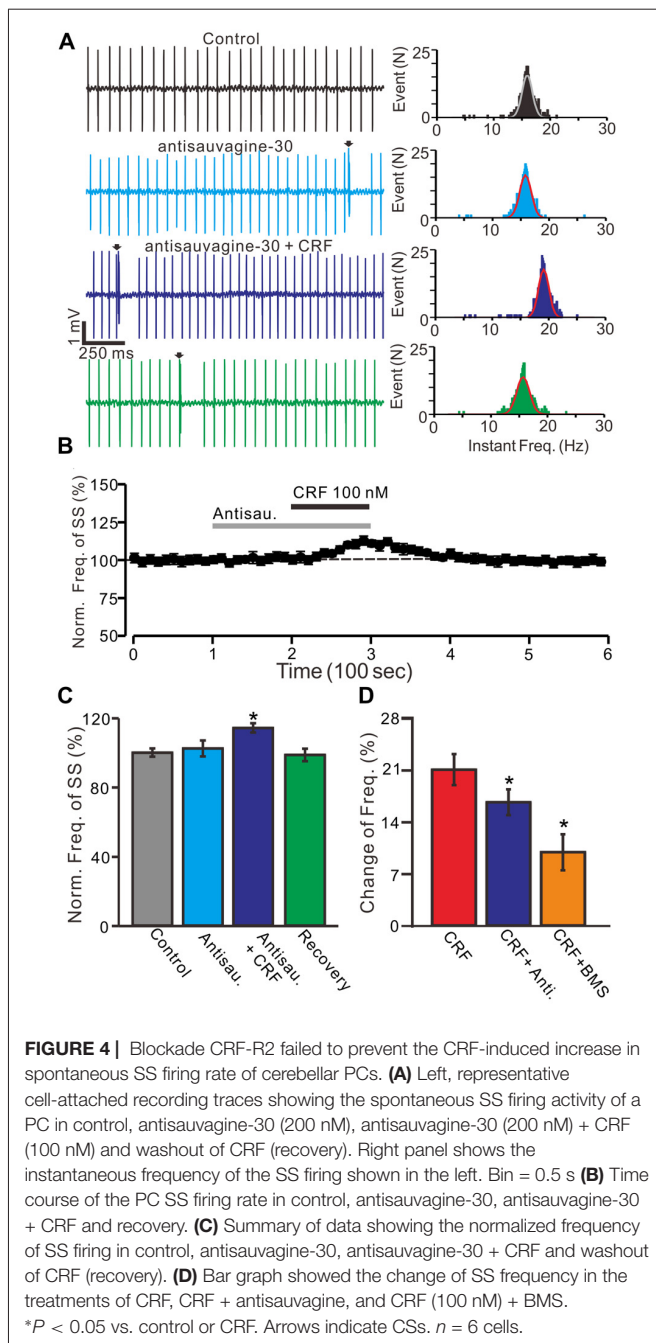 A
Control
antisauvagine-30
antisauvagine-30 + CRF
1 mV
250 ms
Event (N)
25
0
0 10 20 30
Event (N)
25
0
0 10 20 30
Event (N)
25
0
0 10 20 30
Event (N)
25
0
0 10 20 30
Instant Freq. (Hz)
B
Norm. Freq. of SS (%)
150
125
100
75
50
CRF 100 nM
Antisau.
0 1 2 3 4 5 6
Time (100 sec)
C
Norm. Freq. of SS (%)
120
80
40
0
*
Control
Antisau.
Antisau.
+ CRF
Recovery
D
Change of Freq. (%)
28
21
14
7
0
*
*
CRF
CRF+ Anti.
CRF+BMS
FIGURE 4 | Blockade CRF-R2 failed to prevent the CRF-induced increase in
spontaneous SS firing rate of cerebellar PCs. (A) Left, representative
cell-attached recording traces showing the spontaneous SS firing activity of a
PC in control, antisauvagine-30 (200 nM), antisauvagine-30 (200 nM) + CRF
(100 nM) and washout of CRF (recovery). Right panel shows the
instantaneous frequency of the SS firing shown in the left. Bin = 0.5 s (B) Time
course of the PC SS firing rate in control, antisauvagine-30, antisauvagine-30
+ CRF and recovery. (C) Summary of data showing the normalized frequency
of SS firing in control, antisauvagine-30, antisauvagine-30 + CRF and washout
of CRF (recovery). (D) Bar graph showed the change of SS frequency in the
treatments of CRF, CRF + antisauvagine, and CRF (100 nM) + BMS.
*P < 0.05 vs. control or CRF. Arrows indicate CSs. n = 6 cells.